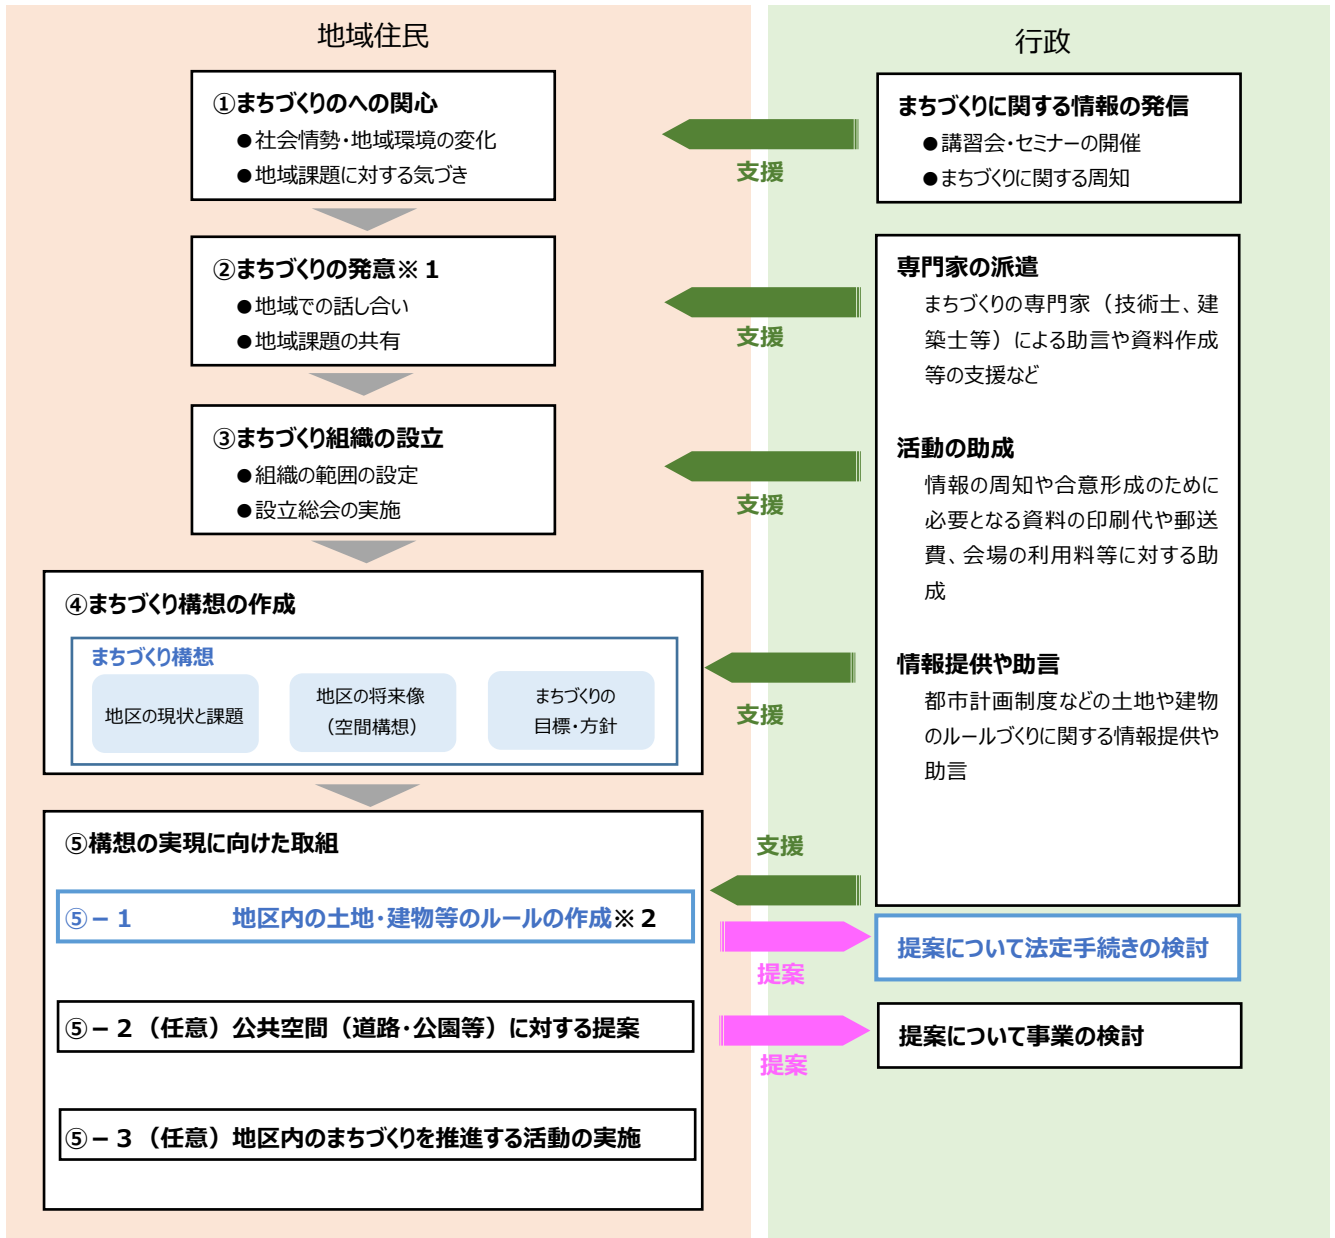 地域住民
①まちづくりのへの関心
●社会情勢・地域環境の変化
●地域課題に対する気づき
②まちづくりの発意※１
●地域での話し合い
●地域課題の共有
③まちづくり組織の設立
●組織の範囲の設定
●設立総会の実施
④まちづくり構想の作成
まちづくり構想
地区の現状と課題
地区の将来像
（空間構想）
まちづくりの
目標・方針
⑤構想の実現に向けた取組
⑤－１ 地区内の土地・建物等のルールの作成※２
⑤－２（任意）公共空間（道路・公園等）に対する提案
⑤－３（任意）地区内のまちづくりを推進する活動の実施
支援
支援
支援
支援
支援
提案
提案
行政
まちづくりに関する情報の発信
●講習会・セミナーの開催
●まちづくりに関する周知
専門家の派遣
まちづくりの専門家（技術士、建
築士等）による助言や資料作成
等の支援など
活動の助成
情報の周知や合意形成のために
必要となる資料の印刷代や郵送
費、会場の利用料等に対する助
成
情報提供や助言
都市計画制度などの土地や建物
のルールづくりに関する情報提供や
助言
提案について法定手続きの検討
提案について事業の検討